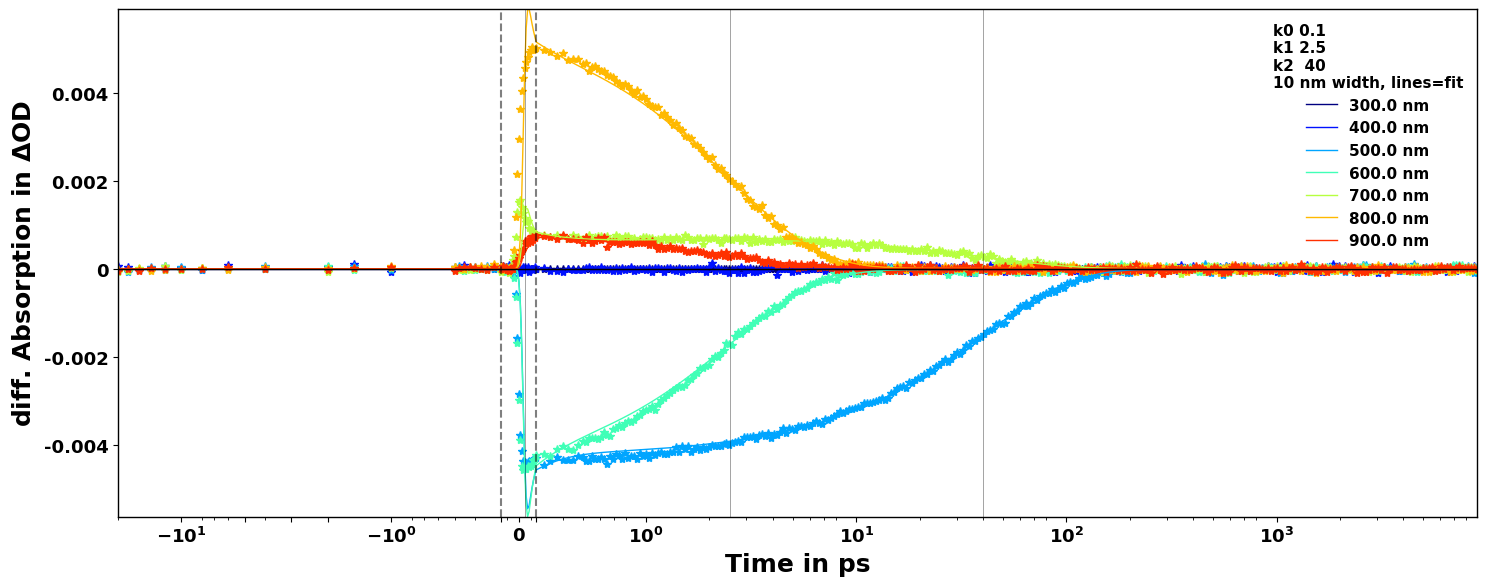 k0 0.1
k1 2.5
k2  40
10 nm width, lines=fit
300.0 nm
400.0 nm
500.0 nm
600.0 nm
700.0 nm
800.0 nm
900.0 nm
diff. Absorption in ΔOD
0.004
0.002
0
-0.002
-0.004
−10¹ −10⁰ 0 10⁰ 10¹ 10² 10³
Time in ps